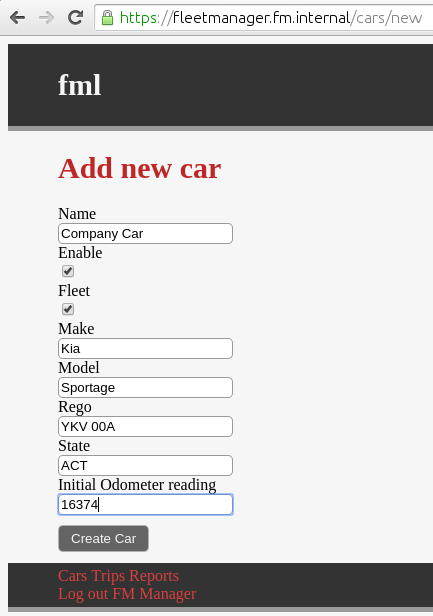 https://fleetmanager.fm.internal/cars/new
fml
Add new car
Name
Company Car
Enable
Fleet
Make
Kia
Model
Sportage
Rego
YKV 00A
State
ACT
Initial Odometer reading
16374
Create Car
Cars Trips Reports
Log out FM Manager